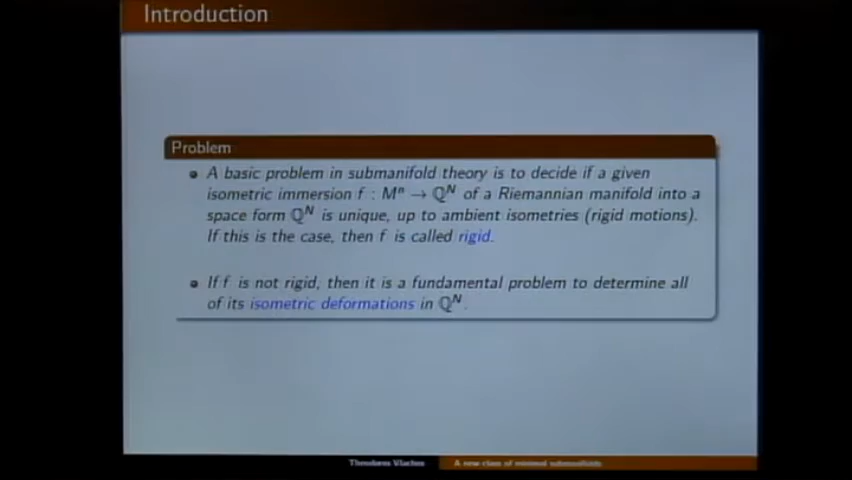 Introduction
Problem
A basic problem in submanifold theory is to decide if a given
isometric immersion f : Mⁿ → ℚᴺ of a Riemannian manifold into a
space form ℚᴺ is unique, up to ambient isometries (rigid motions).
If this is the case, then f is called rigid.
If f is not rigid, then it is a fundamental problem to determine all
of its isometric deformations in ℚᴺ.
Theodoros Vlachos
A new class of minimal submanifolds